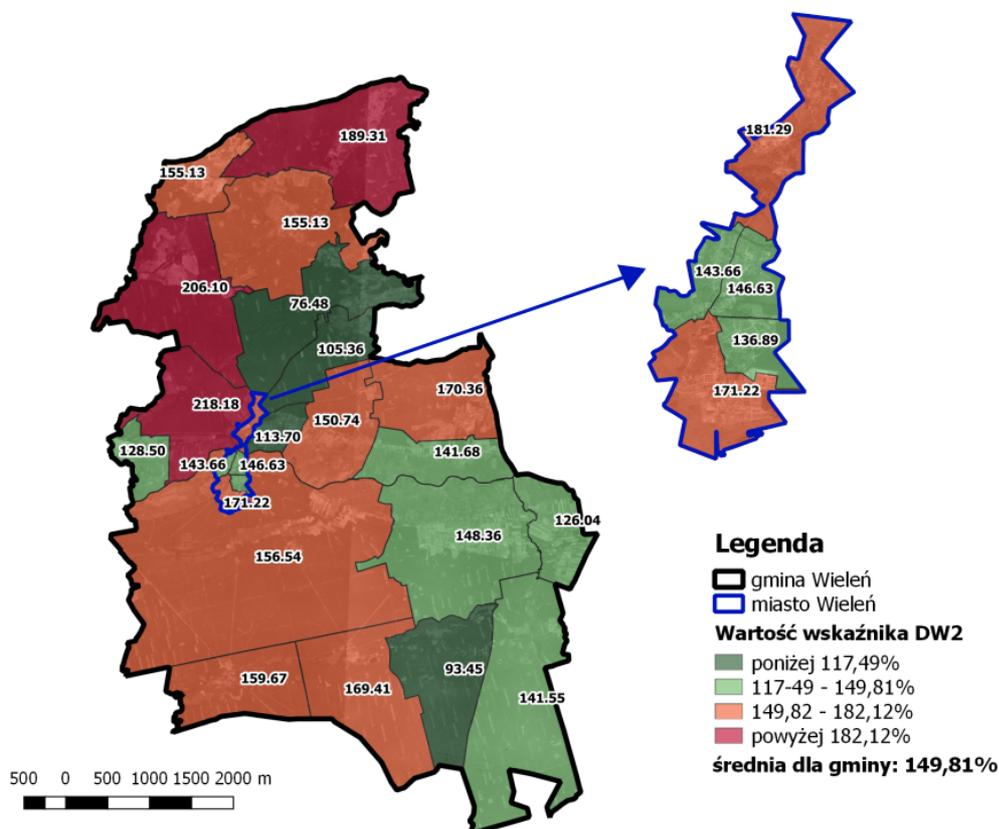 189.31
155.13
155.13
206.10
76.48
105.36
170.36
218.18
150.74
113.70
128.50
141.68
143.66
146.63
171.22
126.04
148.36
156.54
93.45
159.67
169.41
141.55
181.29
143.66
146.63
136.89
171.22
Legenda
gmina Wieleń
miasto Wieleń
Wartość wskaźnika DW2
poniżej 117,49%
117-49 - 149,81%
149,82 - 182,12%
powyżej 182,12%
średnia dla gminy: 149,81%
500 0 500 1000 1500 2000 m